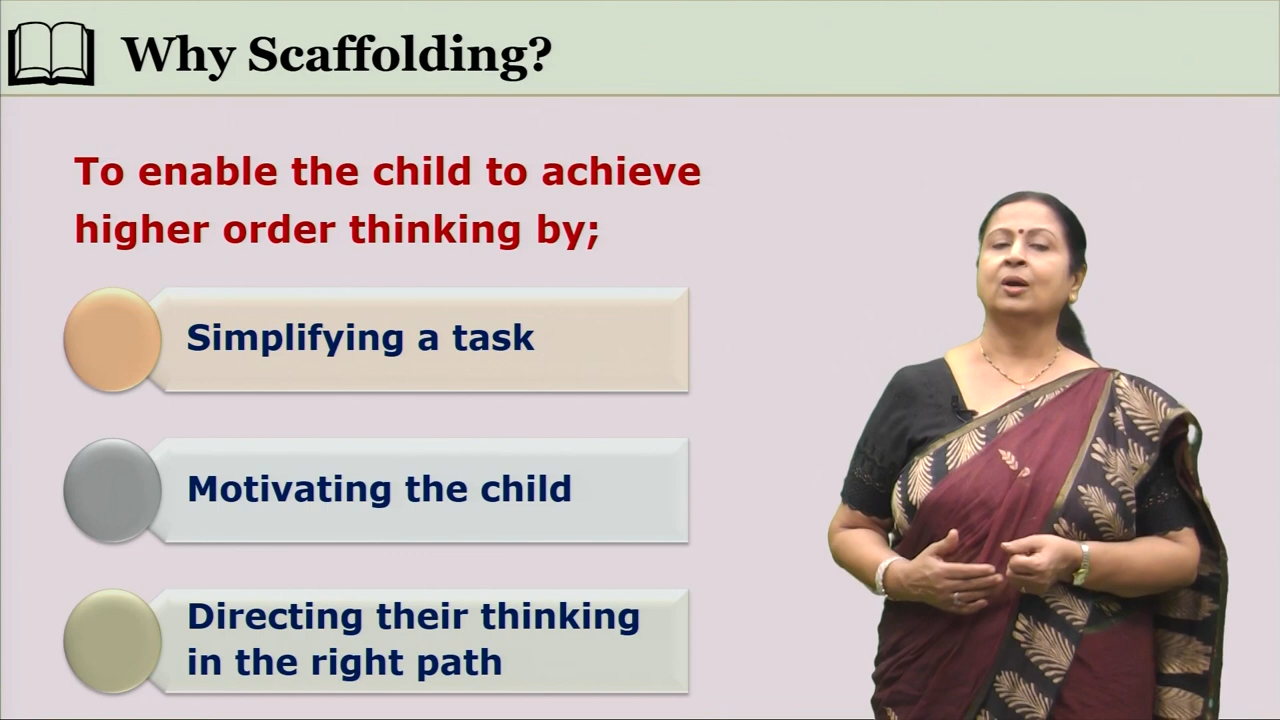 Why Scaffolding?
To enable the child to achieve
higher order thinking by;
Simplifying a task
Motivating the child
Directing their thinking
in the right path